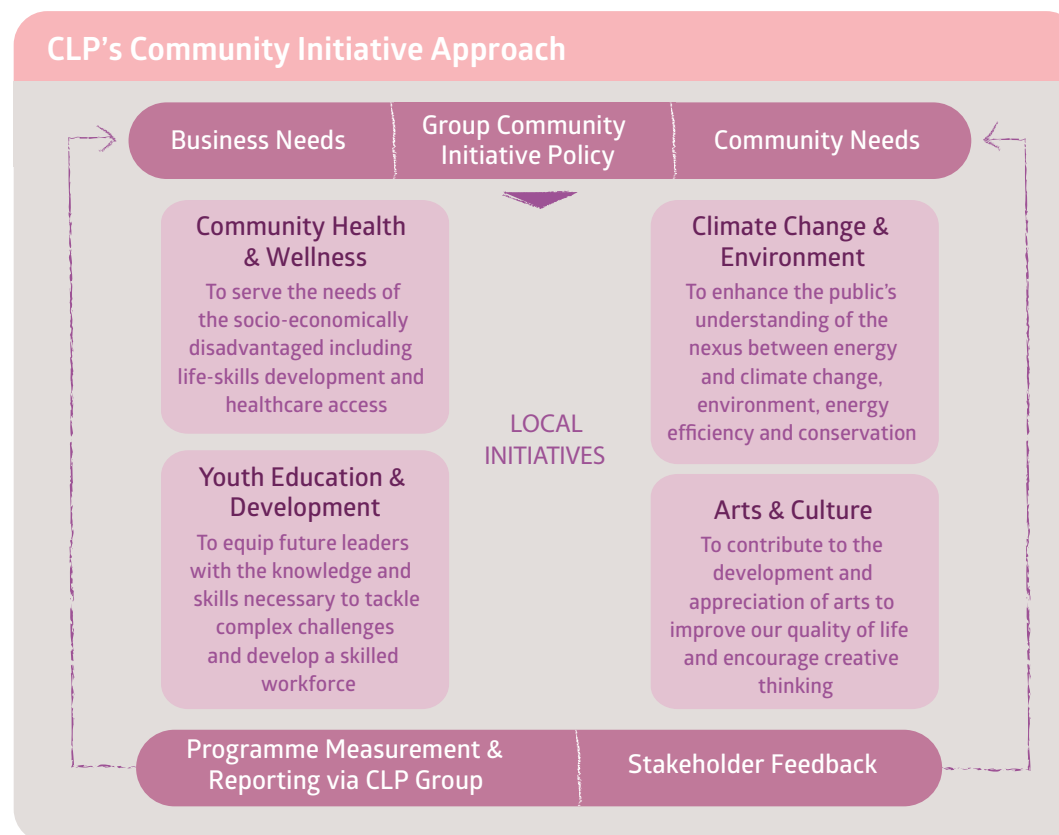 CLP’s Community Initiative Approach
Business Needs
Group Community
Initiative Policy
Community Needs
Community Health
& Wellness
To serve the needs of
the socio-economically
disadvantaged including
life-skills development and
healthcare access
Climate Change &
Environment
To enhance the public’s
understanding of the
nexus between energy
and climate change,
environment, energy
efficiency and conservation
LOCAL
INITIATIVES
Youth Education &
Development
To equip future leaders
with the knowledge and
skills necessary to tackle
complex challenges
and develop a skilled
workforce
Arts & Culture
To contribute to the
development and
appreciation of arts to
improve our quality of life
and encourage creative
thinking
Programme Measurement &
Reporting via CLP Group
Stakeholder Feedback